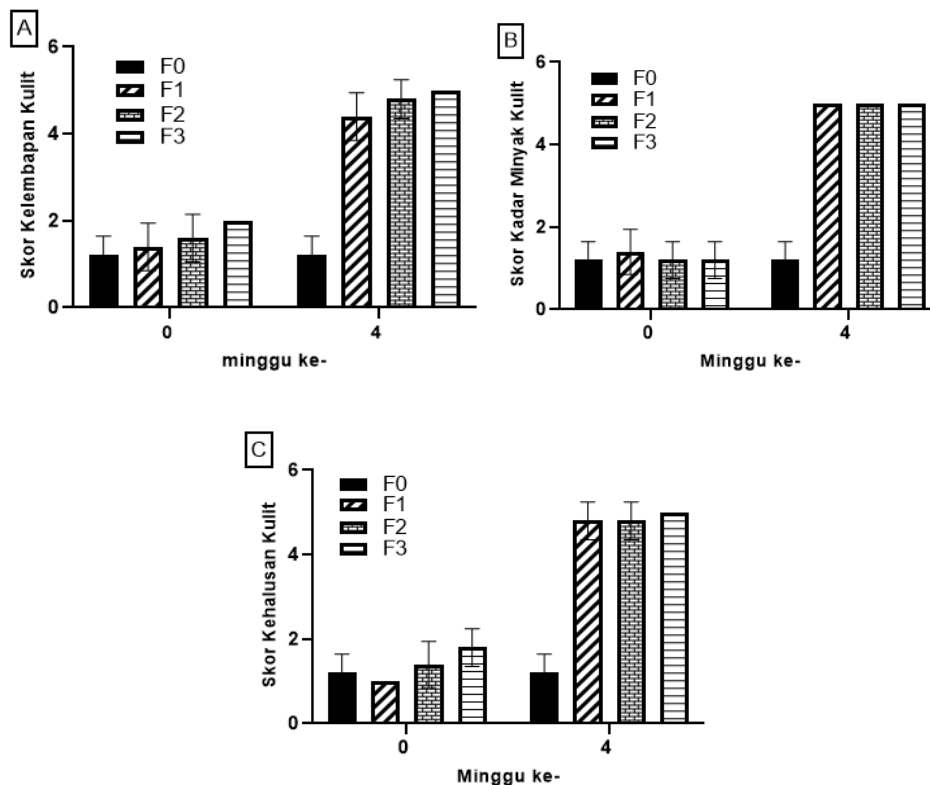 A
Skor Kelembapan Kulit
6
4
2
0
F0
F1
F2
F3
0
4
minggu ke-
B
Skor Kadar Minyak Kulit
6
4
2
0
F0
F1
F2
F3
0
4
Minggu ke-
C
Skor Kehalusan Kulit
6
4
2
0
F0
F1
F2
F3
0
4
Minggu ke-